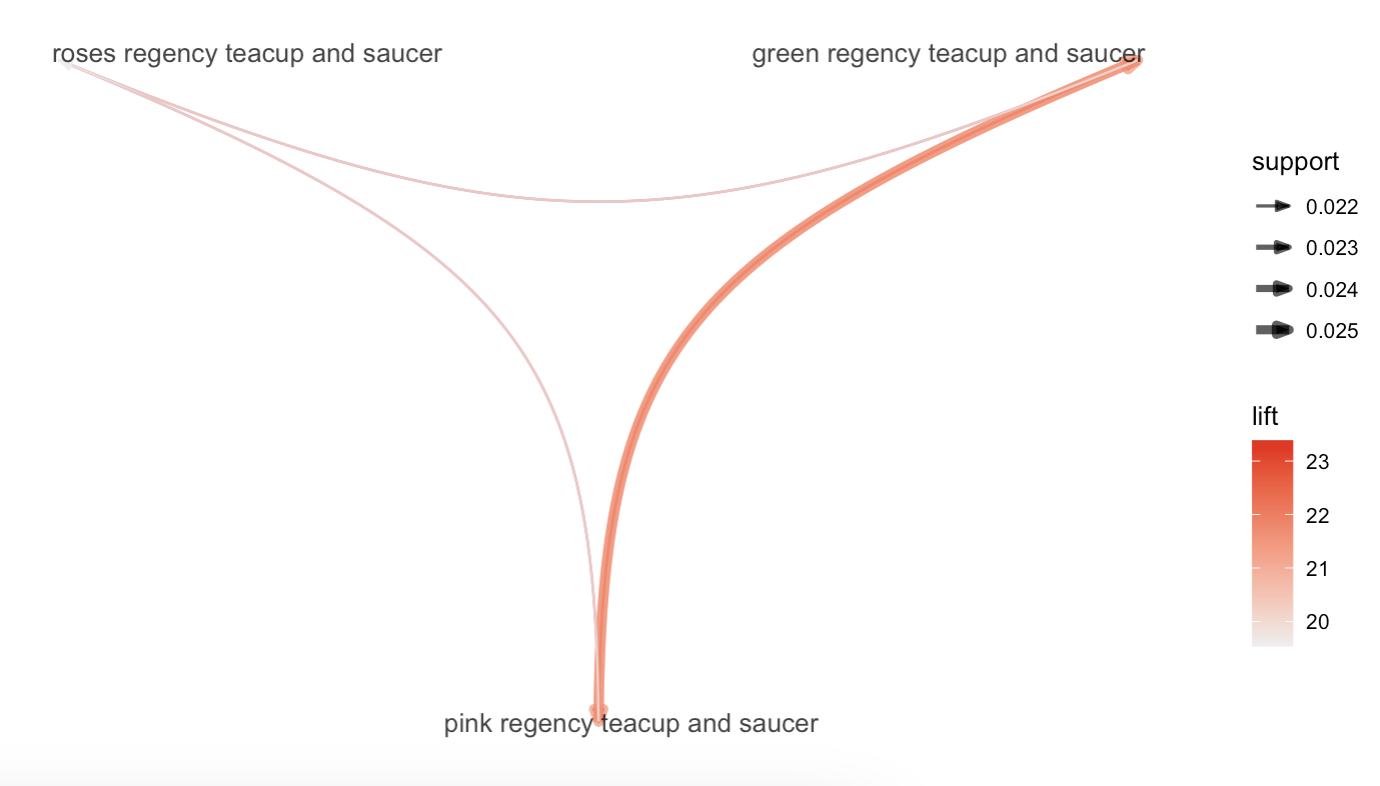 roses regency teacup and saucer
green regency teacup and saucer
support
0.022
0.023
0.024
0.025
lift
23
22
21
20
pink regency teacup and saucer